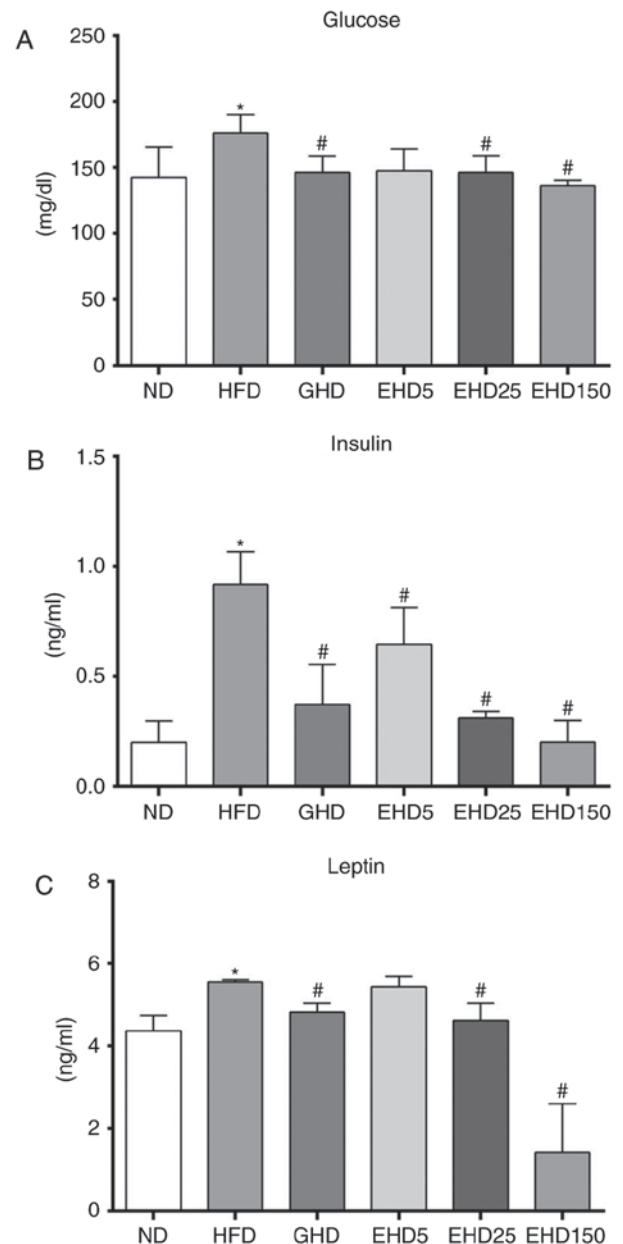 A
Glucose
250
200
150
100
50
0
(mg/dl)
*
#
#
#
ND HFD GHD EHD5 EHD25 EHD150
B
Insulin
1.5
1.0
0.5
0.0
(ng/ml)
*
#
#
#
#
ND HFD GHD EHD5 EHD25 EHD150
C
Leptin
8
6
4
2
0
(ng/ml)
*
#
#
#
ND HFD GHD EHD5 EHD25 EHD150